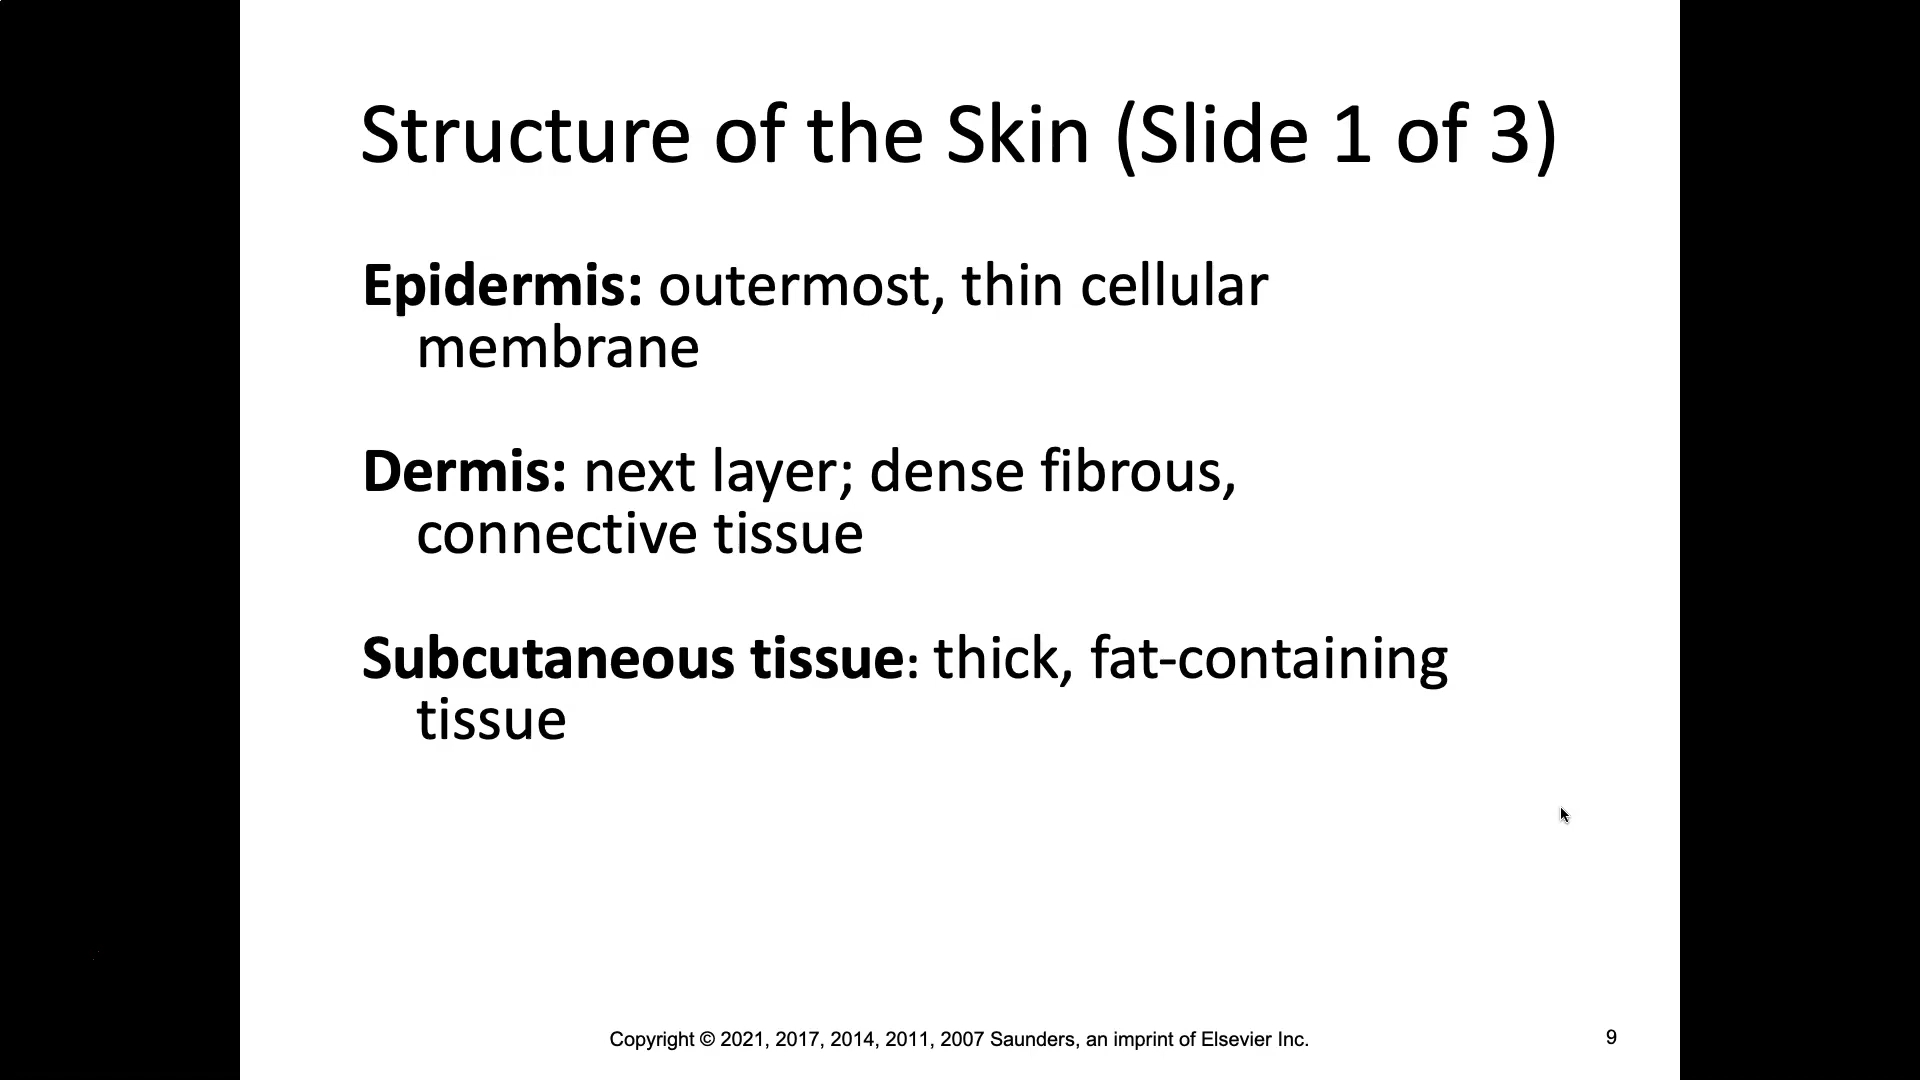 Structure of the Skin (Slide 1 of 3)
Epidermis: outermost, thin cellular
membrane
Dermis: next layer; dense fibrous,
connective tissue
Subcutaneous tissue: thick, fat-containing
tissue
Copyright © 2021, 2017, 2014, 2011, 2007 Saunders, an imprint of Elsevier Inc.
9